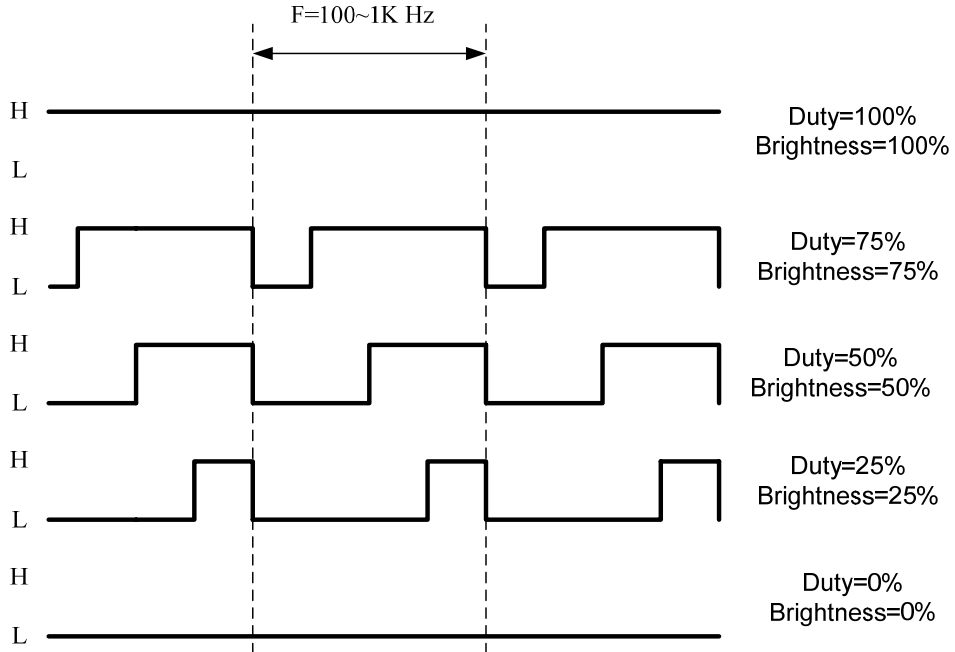 F=100~1K Hz
H
Duty=100%
Brightness=100%
L
H
Duty=75%
Brightness=75%
L
H
Duty=50%
Brightness=50%
L
H
Duty=25%
Brightness=25%
L
H
Duty=0%
Brightness=0%
L